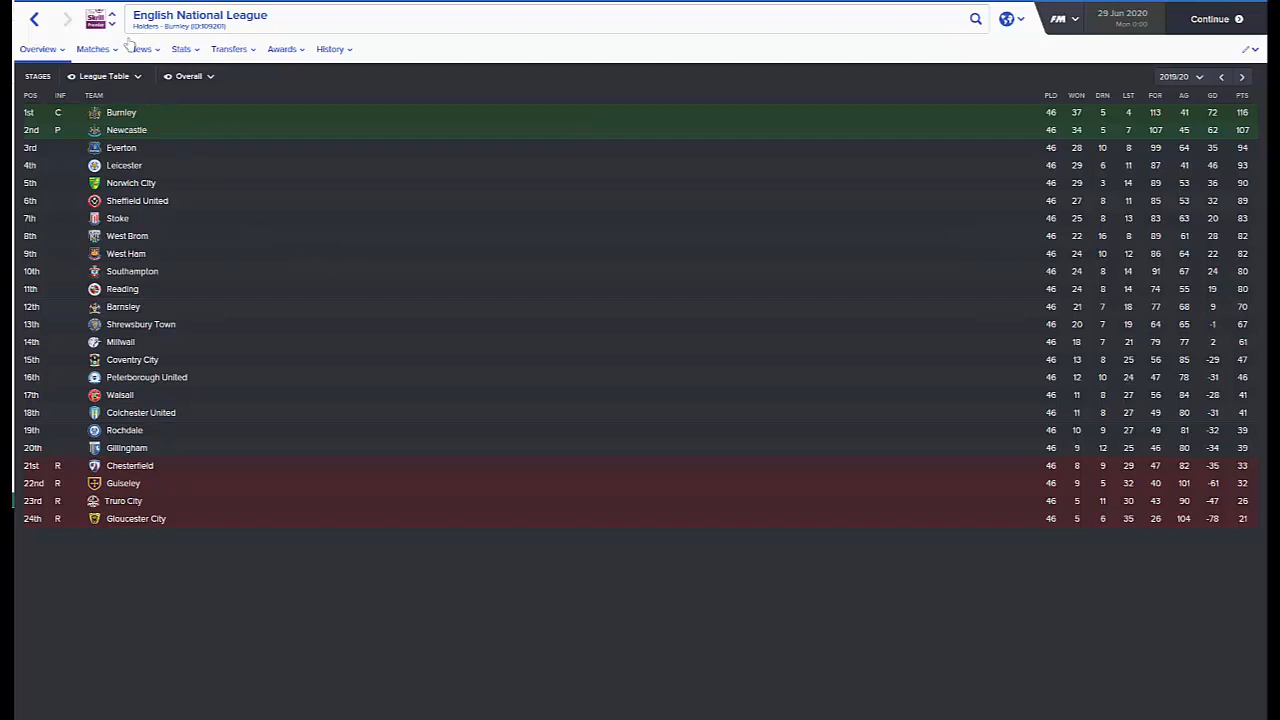 English National League
Holders - Burnley (ID:109201)
FM
29 Jun 2020
Mon 0:00
Continue
Overview Matches Stats Transfers Awards History
STAGES League Table Overall 2019/20
POS INF TEAM PLD WON DRN LST FOR AG GD PTS
1st C Burnley 46 37 5 4 113 41 72 116
2nd P Newcastle 46 34 5 7 107 45 62 107
3rd Everton 46 28 10 8 99 64 35 94
4th Leicester 46 29 6 11 87 41 46 93
5th Norwich City 46 29 3 14 89 53 36 90
6th Sheffield United 46 27 8 11 85 53 32 89
7th Stoke 46 25 8 13 83 63 20 83
8th West Brom 46 22 16 8 89 61 28 82
9th West Ham 46 24 10 12 86 64 22 82
10th Southampton 46 24 8 14 91 67 24 80
11th Reading 46 24 8 14 74 55 19 80
12th Barnsley 46 21 7 18 77 68 9 70
13th Shrewsbury Town 46 20 7 19 64 65 -1 67
14th Millwall 46 18 7 21 79 77 2 61
15th Coventry City 46 13 8 25 56 85 -29 47
16th Peterborough United 46 12 10 24 47 78 -31 46
17th Walsall 46 11 8 27 56 84 -28 41
18th Colchester United 46 11 8 27 49 80 -31 41
19th Rochdale 46 10 9 27 49 81 -32 39
20th Gillingham 46 9 12 25 46 80 -34 39
21st R Chesterfield 46 8 9 29 47 82 -35 33
22nd R Guiseley 46 9 5 32 40 101 -61 32
23rd R Truro City 46 5 11 30 43 90 -47 26
24th R Gloucester City 46 5 6 35 26 104 -78 21